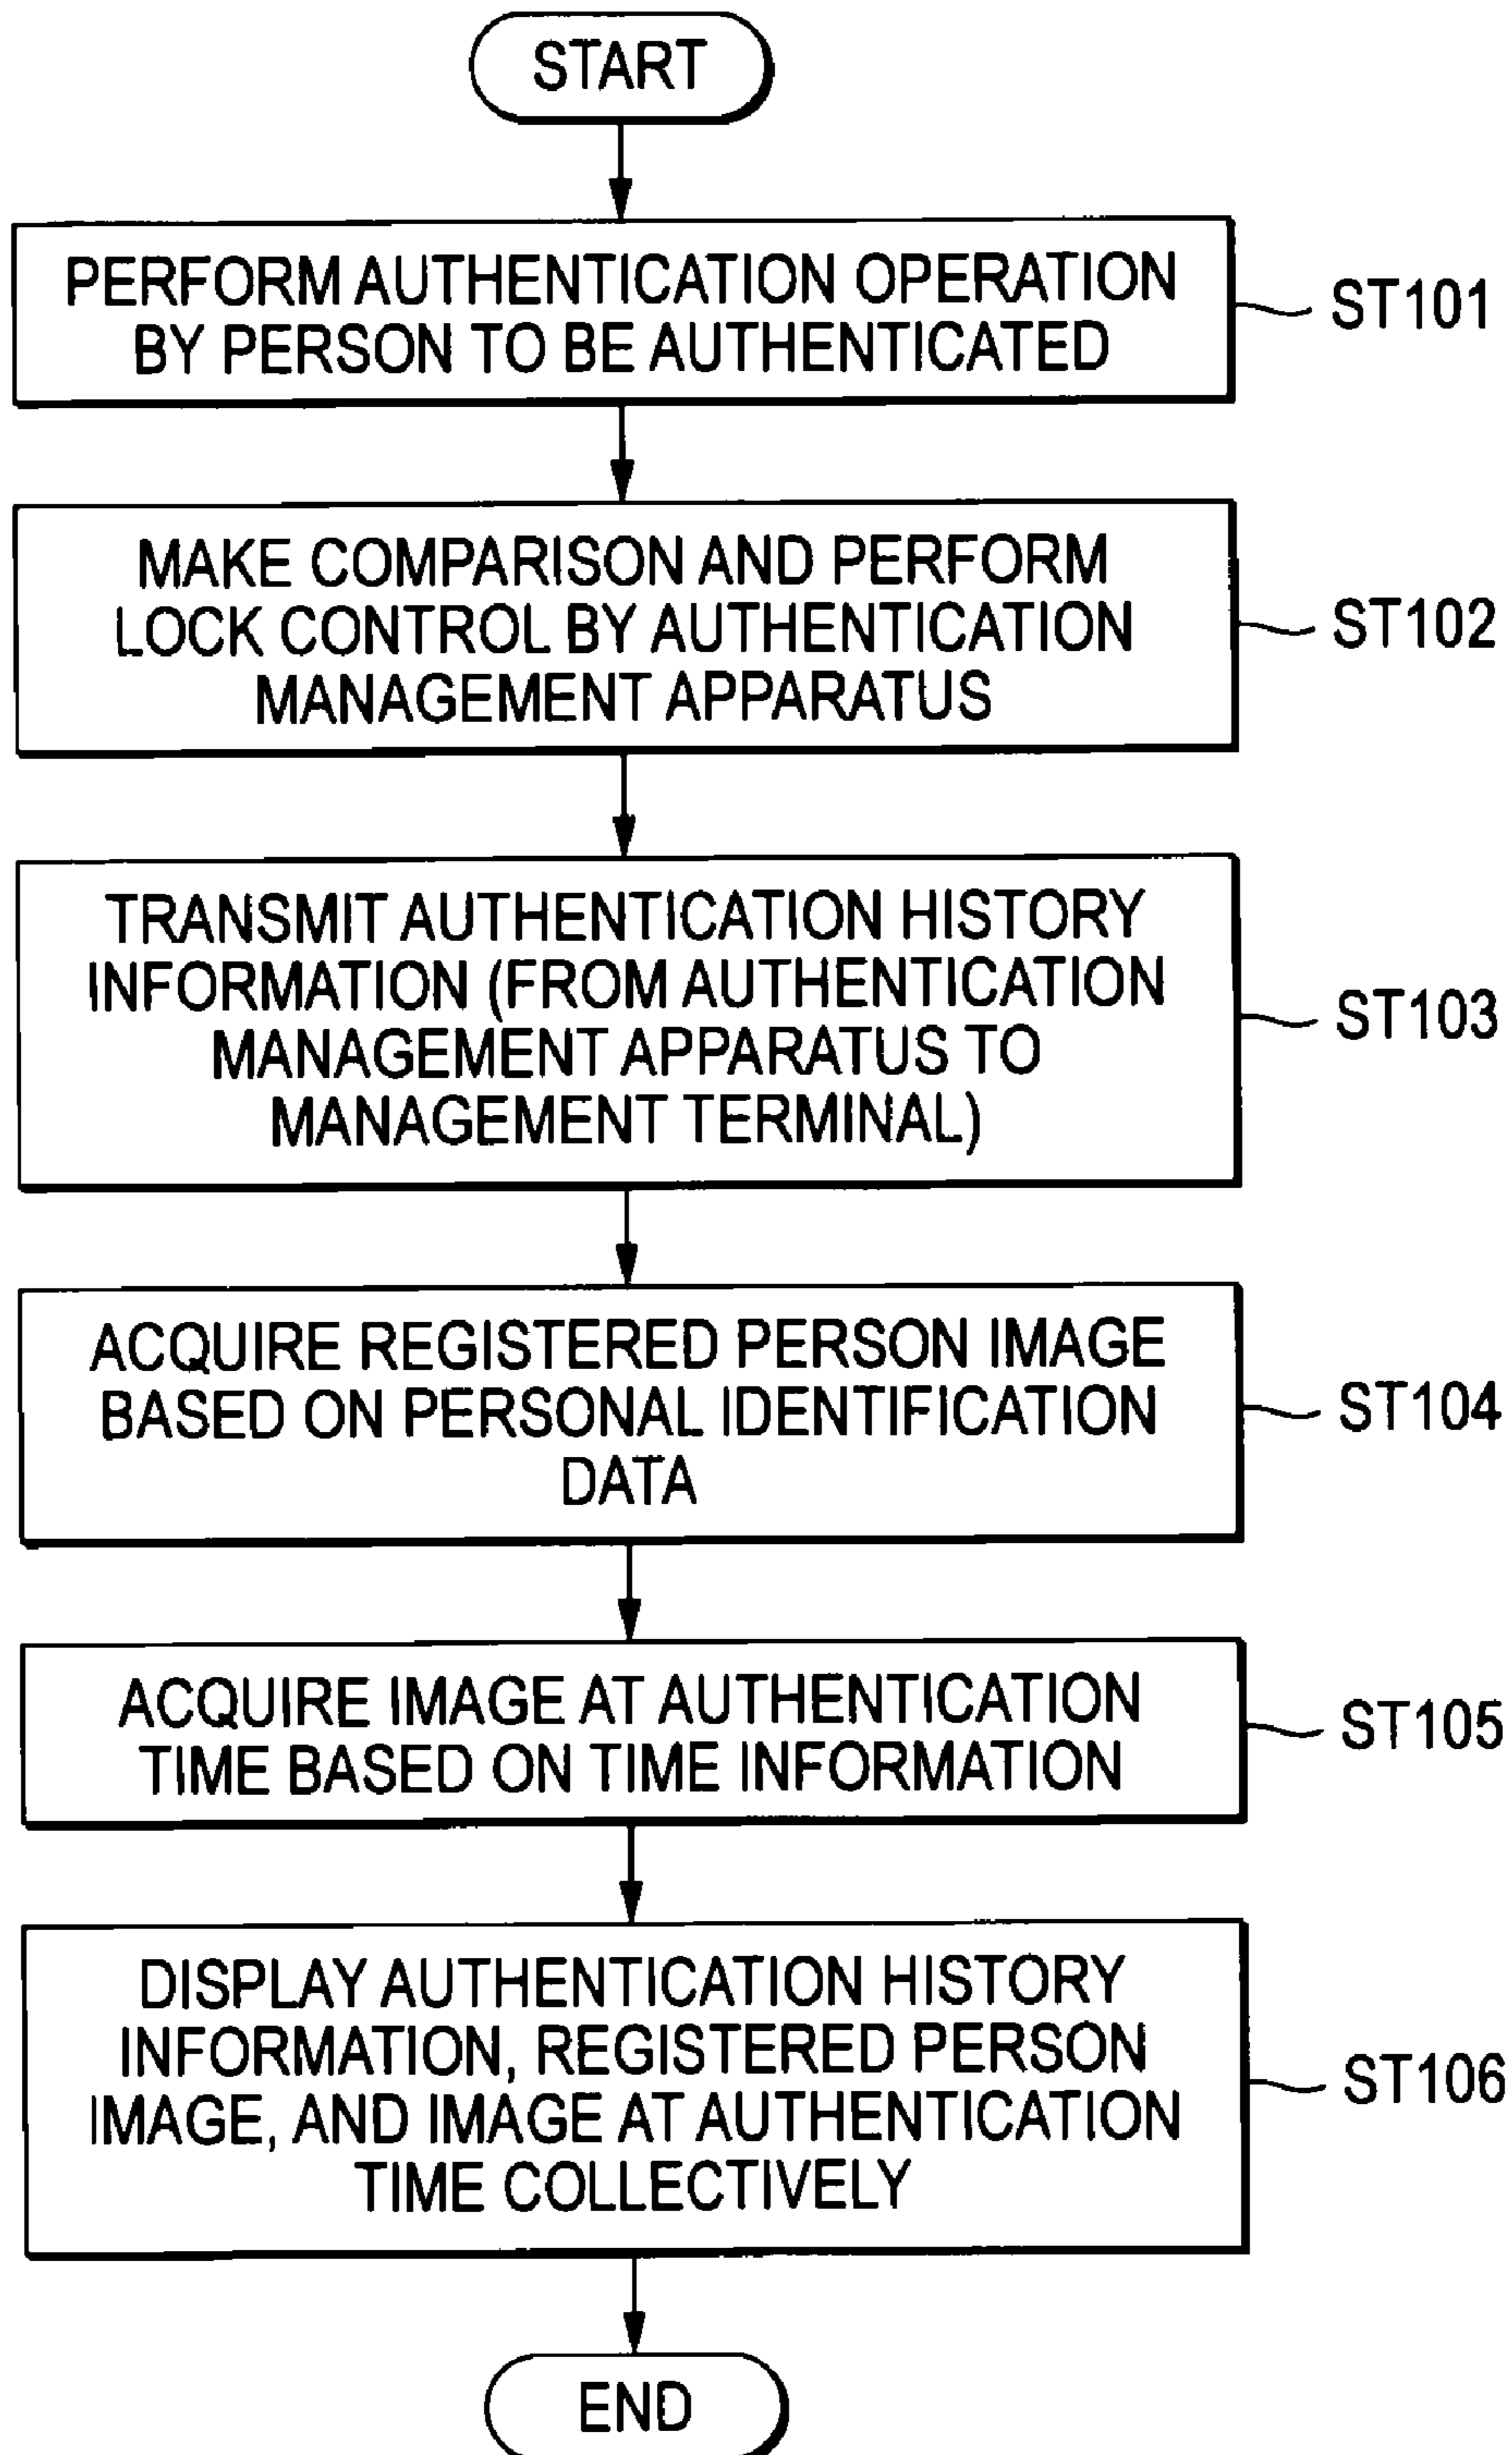 START
PERFORM AUTHENTICATION OPERATION
BY PERSON TO BE AUTHENTICATED
ST101
MAKE COMPARISON AND PERFORM
LOCK CONTROL BY AUTHENTICATION
MANAGEMENT APPARATUS
ST102
TRANSMIT AUTHENTICATION HISTORY
INFORMATION (FROM AUTHENTICATION
MANAGEMENT APPARATUS TO
MANAGEMENT TERMINAL)
ST103
ACQUIRE REGISTERED PERSON IMAGE
BASED ON PERSONAL IDENTIFICATION
DATA
ST104
ACQUIRE IMAGE AT AUTHENTICATION
TIME BASED ON TIME INFORMATION
ST105
DISPLAY AUTHENTICATION HISTORY
INFORMATION, REGISTERED PERSON
IMAGE, AND IMAGE AT AUTHENTICATION
TIME COLLECTIVELY
ST106
END